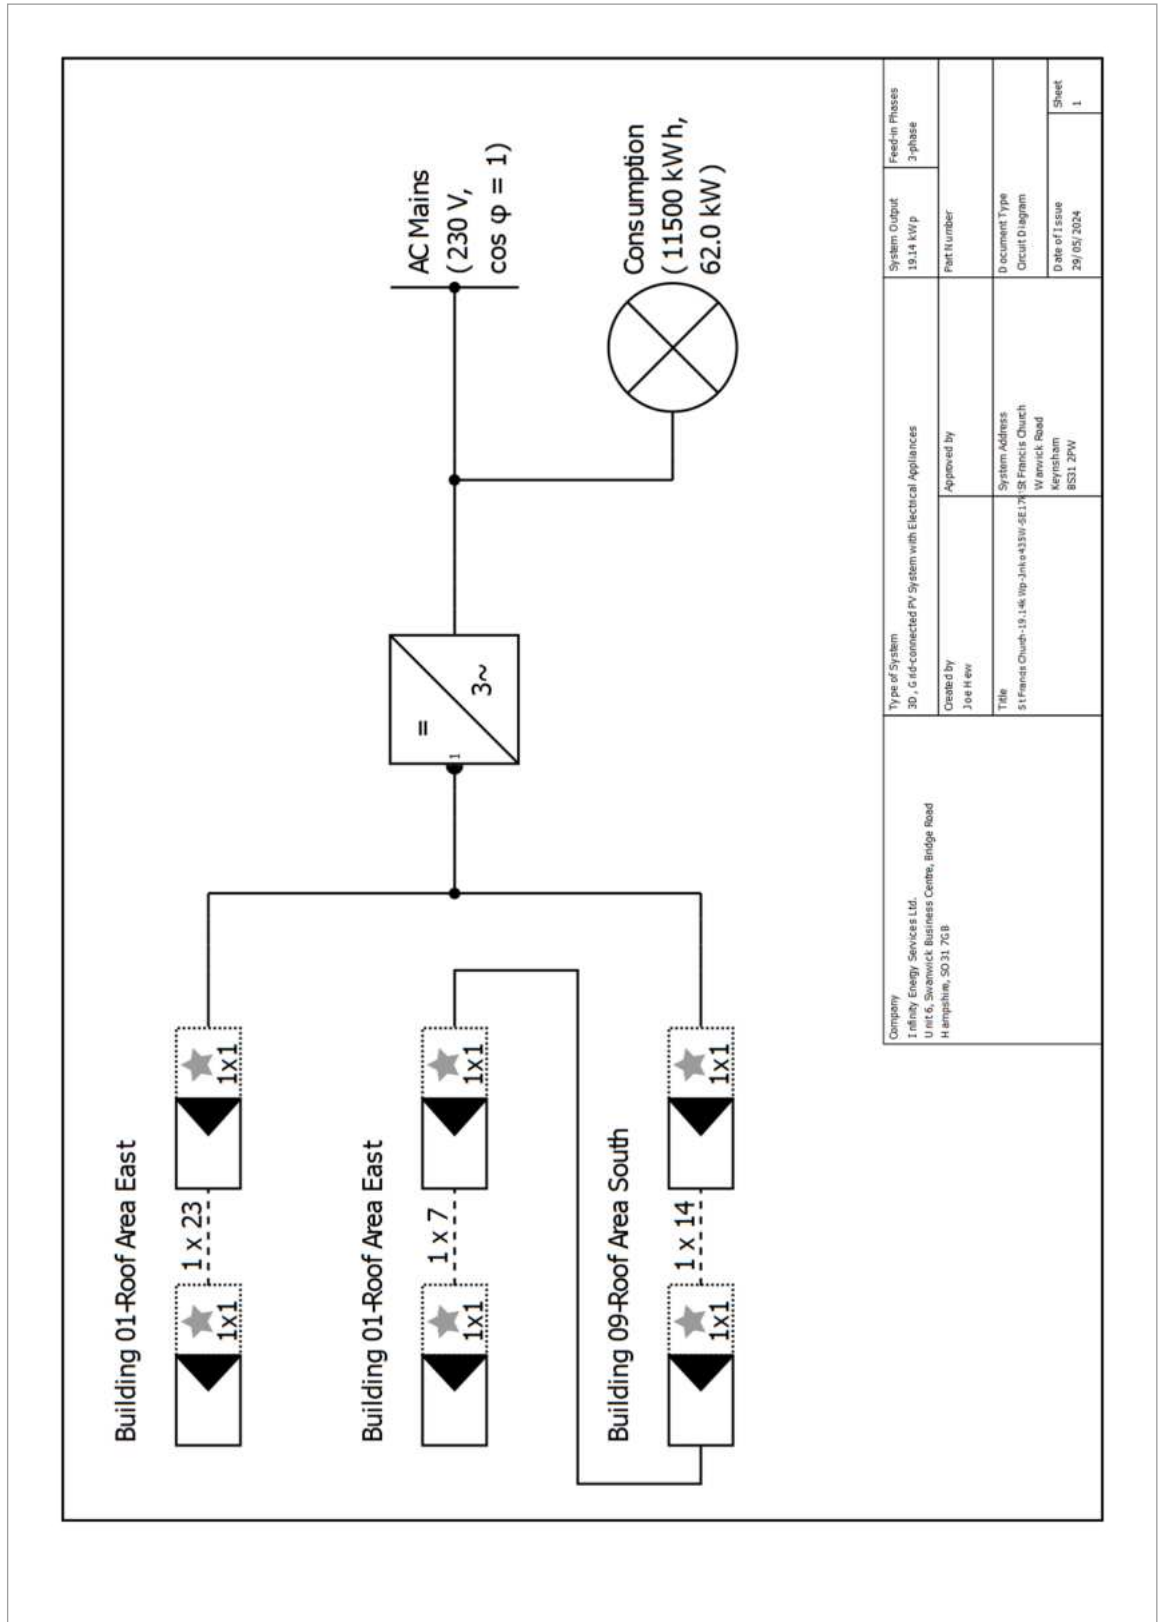 Building 01-Roof Area East
1 x 23
1x1
1x1
Building 01-Roof Area East
1 x 7
1x1
1x1
Building 09-Roof Area South
1 x 14
1x1
1x1
=
1
3~
AC Mains
(230 V,
cos φ = 1)
Consumption
(11500 kWh,
62.0 kW)
Company
Infinity Energy Services Ltd.
Unit 6, Swanwick Business Centre, Bridge Road
Hampshire, SO31 7GB
Type of System
3D, Grid-connected PV System with Electrical Appliances
System Output
19.14 kWp
Feed-in Phases
3-phase
Created by
Joe Hew
Approved by
Part Number
Title
St Francis Church-19.14kWp-Jinko435W-SE17K
System Address
St Francis Church
Warwick Road
Keynsham
BS31 2PW
Document Type
Circuit Diagram
Date of Issue
29/05/2024
Sheet
1